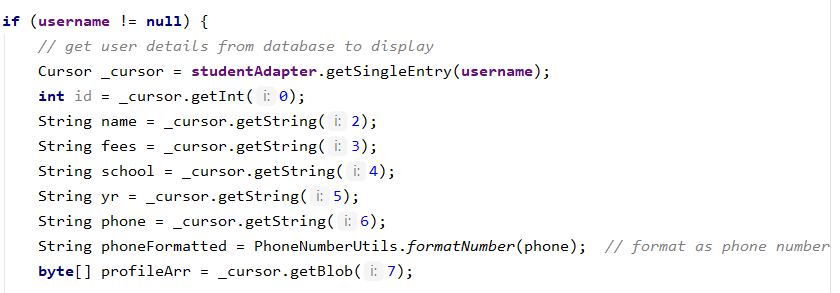 if (username != null) {
// get user details from database to display
Cursor _cursor = studentAdapter.getSingleEntry(username);
int id = _cursor.getInt( i: 0);
String name = _cursor.getString( i: 2);
String fees = _cursor.getString( i: 3);
String school = _cursor.getString( i: 4);
String yr = _cursor.getString( i: 5);
String phone = _cursor.getString( i: 6);
String phoneFormatted = PhoneNumberUtils.formatNumber(phone);  // format as phone number
byte[] profileArr = _cursor.getBlob( i: 7);